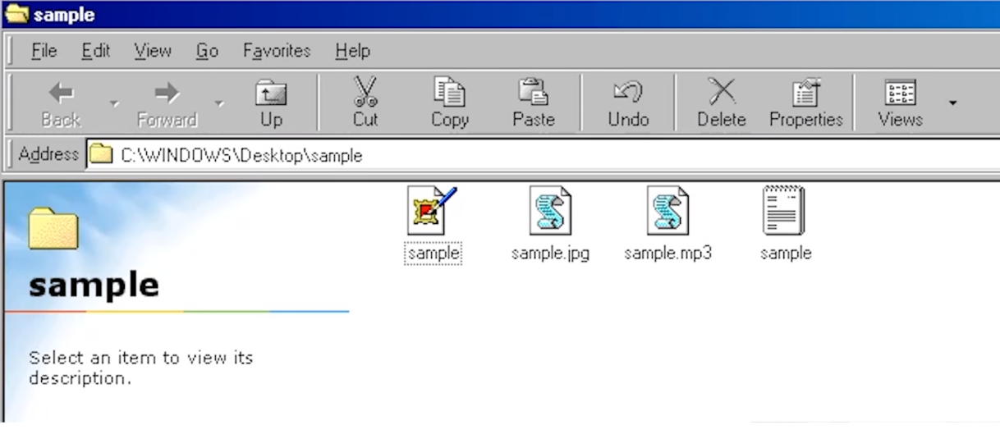 sample
File Edit View Go Favorites Help
Back Forward Up Cut Copy Paste Undo Delete Properties Views
Address C:\WINDOWS\Desktop\sample
sample sample.jpg sample.mp3 sample
sample
Select an item to view its
description.